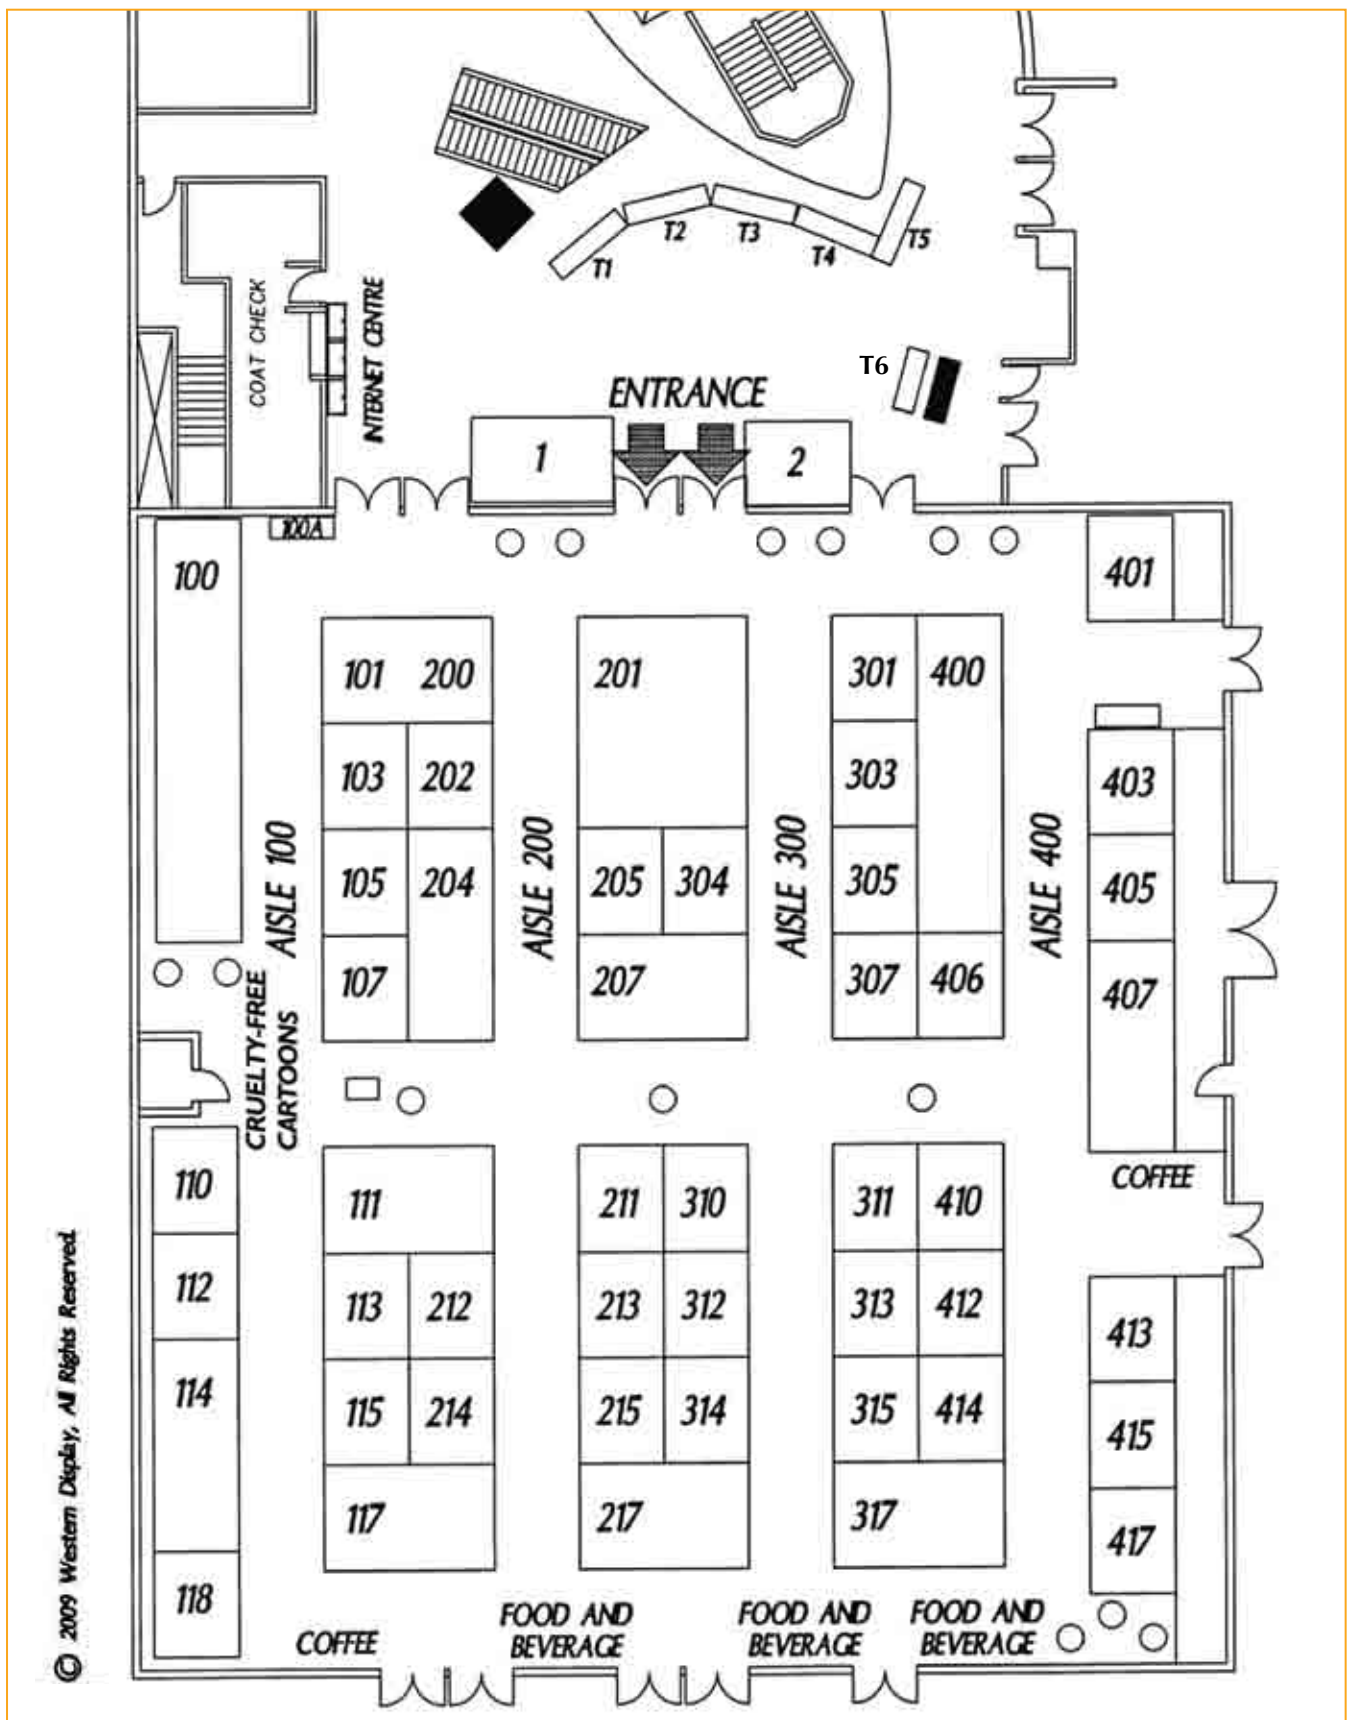 T1
T2
T3
T4
T5
T6
COAT CHECK
INTERNET CENTRE
ENTRANCE
1
2
100A
100
401
101 200
201
301 400
103 202
303
403
AISLE 100
AISLE 200
AISLE 300
AISLE 400
105 204
205 304
305
405
107
207
307 406
407
CRUELTY-FREE
CARTOONS
COFFEE
110
111
211 310
311 410
112
113 212
213 312
313 412
413
114
115 214
215 314
315 414
415
117
217
317
417
118
COFFEE
FOOD AND
BEVERAGE
FOOD AND
BEVERAGE
FOOD AND
BEVERAGE
© 2009 Western Display, All Rights Reserved.